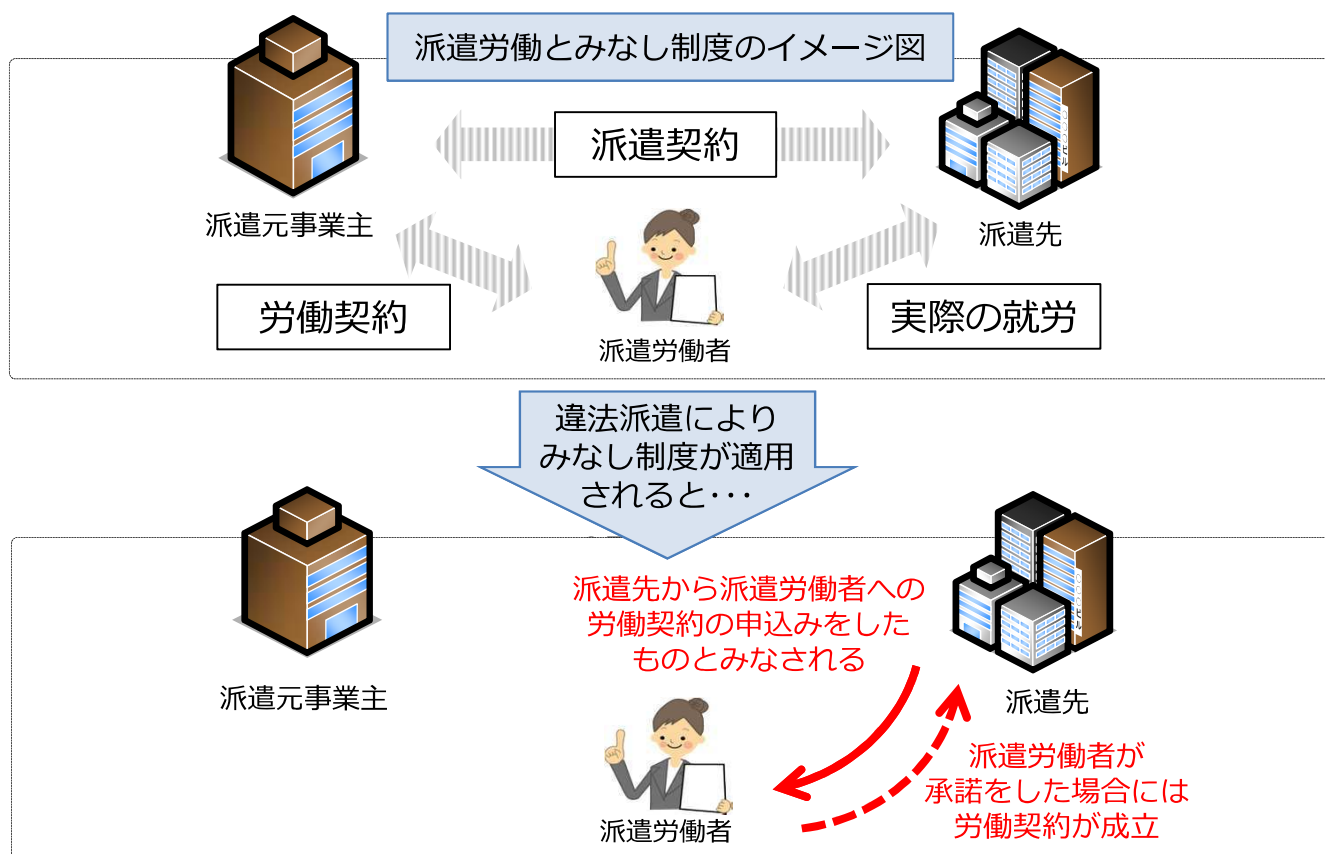 派遣労働とみなし制度のイメージ図
派遣契約
派遣元事業主
派遣先
労働契約
実際の就労
派遣労働者
違法派遣により
みなし制度が適用
されると･･･
派遣先から派遣労働者への
労働契約の申込みをした
ものとみなされる
派遣元事業主
派遣先
派遣労働者が
承諾をした場合には
労働契約が成立
派遣労働者